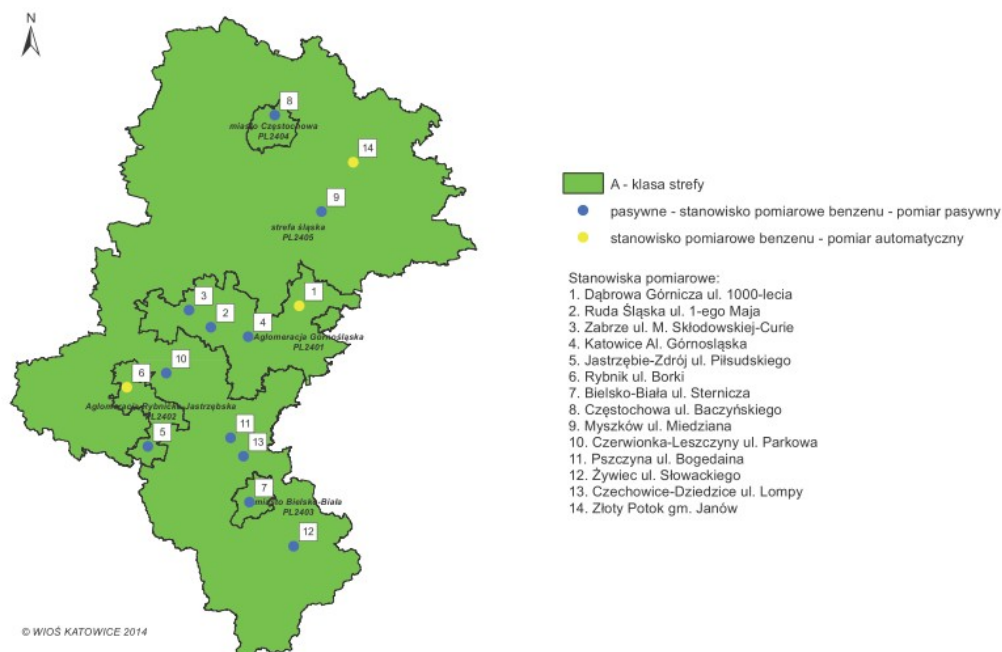 N
8
miasto Częstochowa
PL2404
14
9
strefa śląska
PL2405
3
2
1
4
Aglomeracja Górnośląska
PL2401
6
10
Aglomeracja Rybnicko-Jastrzębska
PL2402
5
11
13
7
miasto Bielsko-Biała
PL2403
12
© WIOŚ KATOWICE 2014
A - klasa strefy
pasywne - stanowisko pomiarowe benzenu - pomiar pasywny
stanowisko pomiarowe benzenu - pomiar automatyczny
Stanowiska pomiarowe:
1. Dąbrowa Górnicza ul. 1000-lecia
2. Ruda Śląska ul. 1-ego Maja
3. Zabrze ul. M. Skłodowskiej-Curie
4. Katowice Al. Górnosląska
5. Jastrzębie-Zdrój ul. Piłsudskiego
6. Rybnik ul. Borki
7. Bielsko-Biała ul. Sternicza
8. Częstochowa ul. Baczyńskiego
9. Myszków ul. Miedziana
10. Czerwionka-Leszczyny ul. Parkowa
11. Pszczyna ul. Bogedaina
12. Żywiec ul. Słowackiego
13. Czechowice-Dziedzice ul. Lompy
14. Złoty Potok gm. Janów